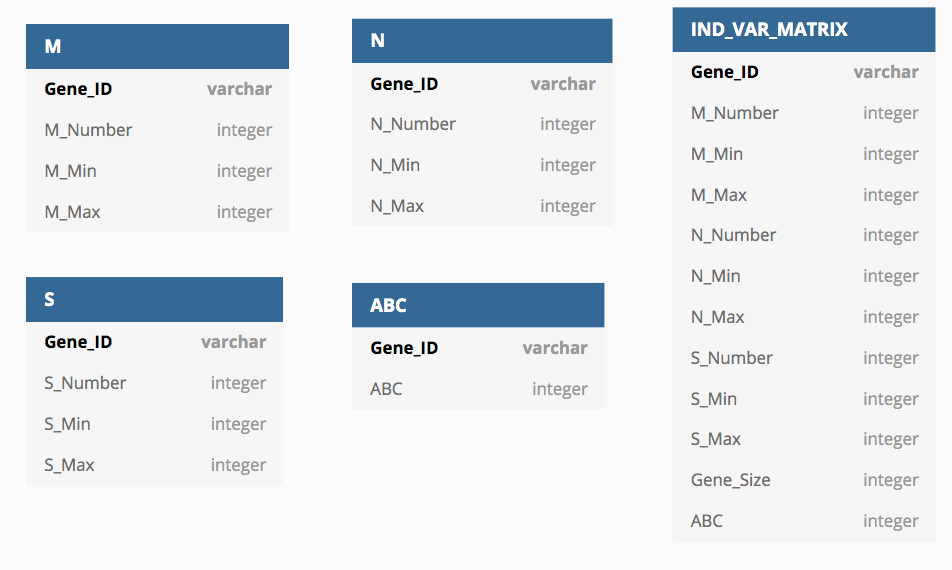 M
Gene_ID varchar
M_Number integer
M_Min integer
M_Max integer
N
Gene_ID varchar
N_Number integer
N_Min integer
N_Max integer
IND_VAR_MATRIX
Gene_ID varchar
M_Number integer
M_Min integer
M_Max integer
N_Number integer
N_Min integer
N_Max integer
S_Number integer
S_Min integer
S_Max integer
Gene_Size integer
ABC integer
S
Gene_ID varchar
S_Number integer
S_Min integer
S_Max integer
ABC
Gene_ID varchar
ABC integer